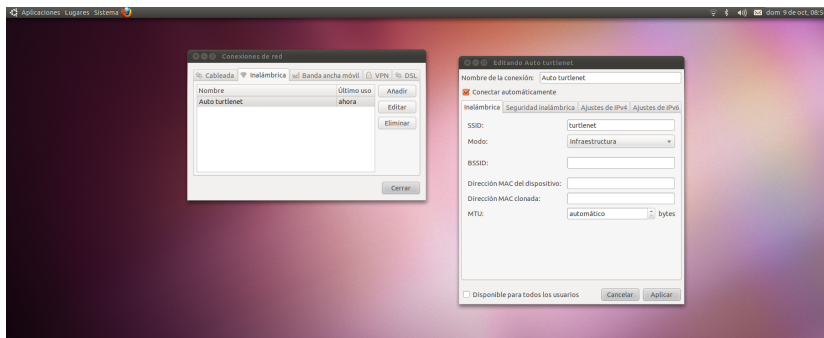 Aplicaciones Lugares Sistema
dom 9 de oct, 08:5
Conexiones de red
Cableada Inalámbrica Banda ancha móvil VPN DSL
Nombre Último uso
Auto turtlenet ahora
Añadir
Editar
Eliminar
Cerrar
Editando Auto turtlenet
Nombre de la conexión: Auto turtlenet
Conectar automáticamente
Inalámbrica Seguridad inalámbrica Ajustes de IPv4 Ajustes de IPv6
SSID: turtlenet
Modo: Infraestructura
BSSID:
Dirección MAC del dispositivo:
Dirección MAC clonada:
MTU: automático bytes
Disponible para todos los usuarios Cancelar Aplicar